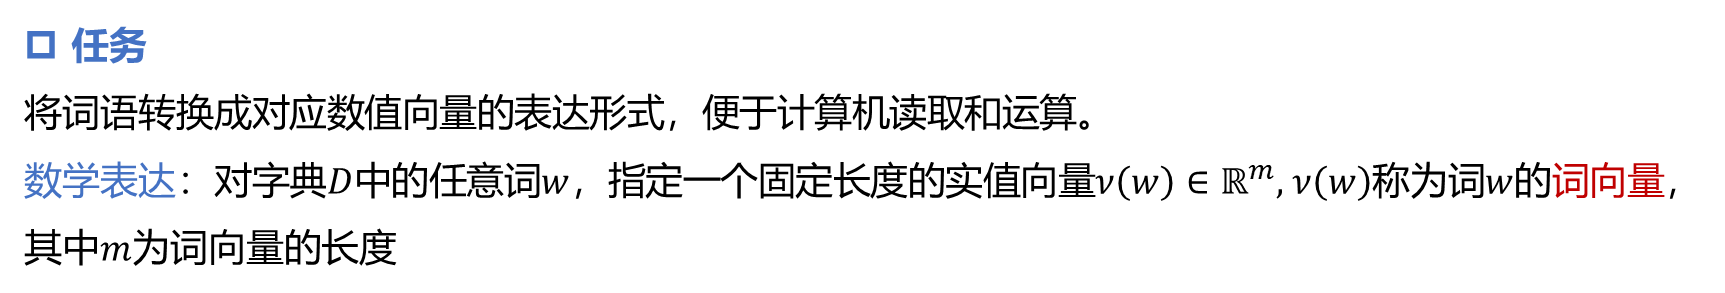 □ 任务
将词语转换成对应数值向量的表达形式，便于计算机读取和运算。
数学表达：对字典D中的任意词w，指定一个固定长度的实值向量v(w) ∈ ℝᵐ, v(w)称为词w的词向量，
其中m为词向量的长度